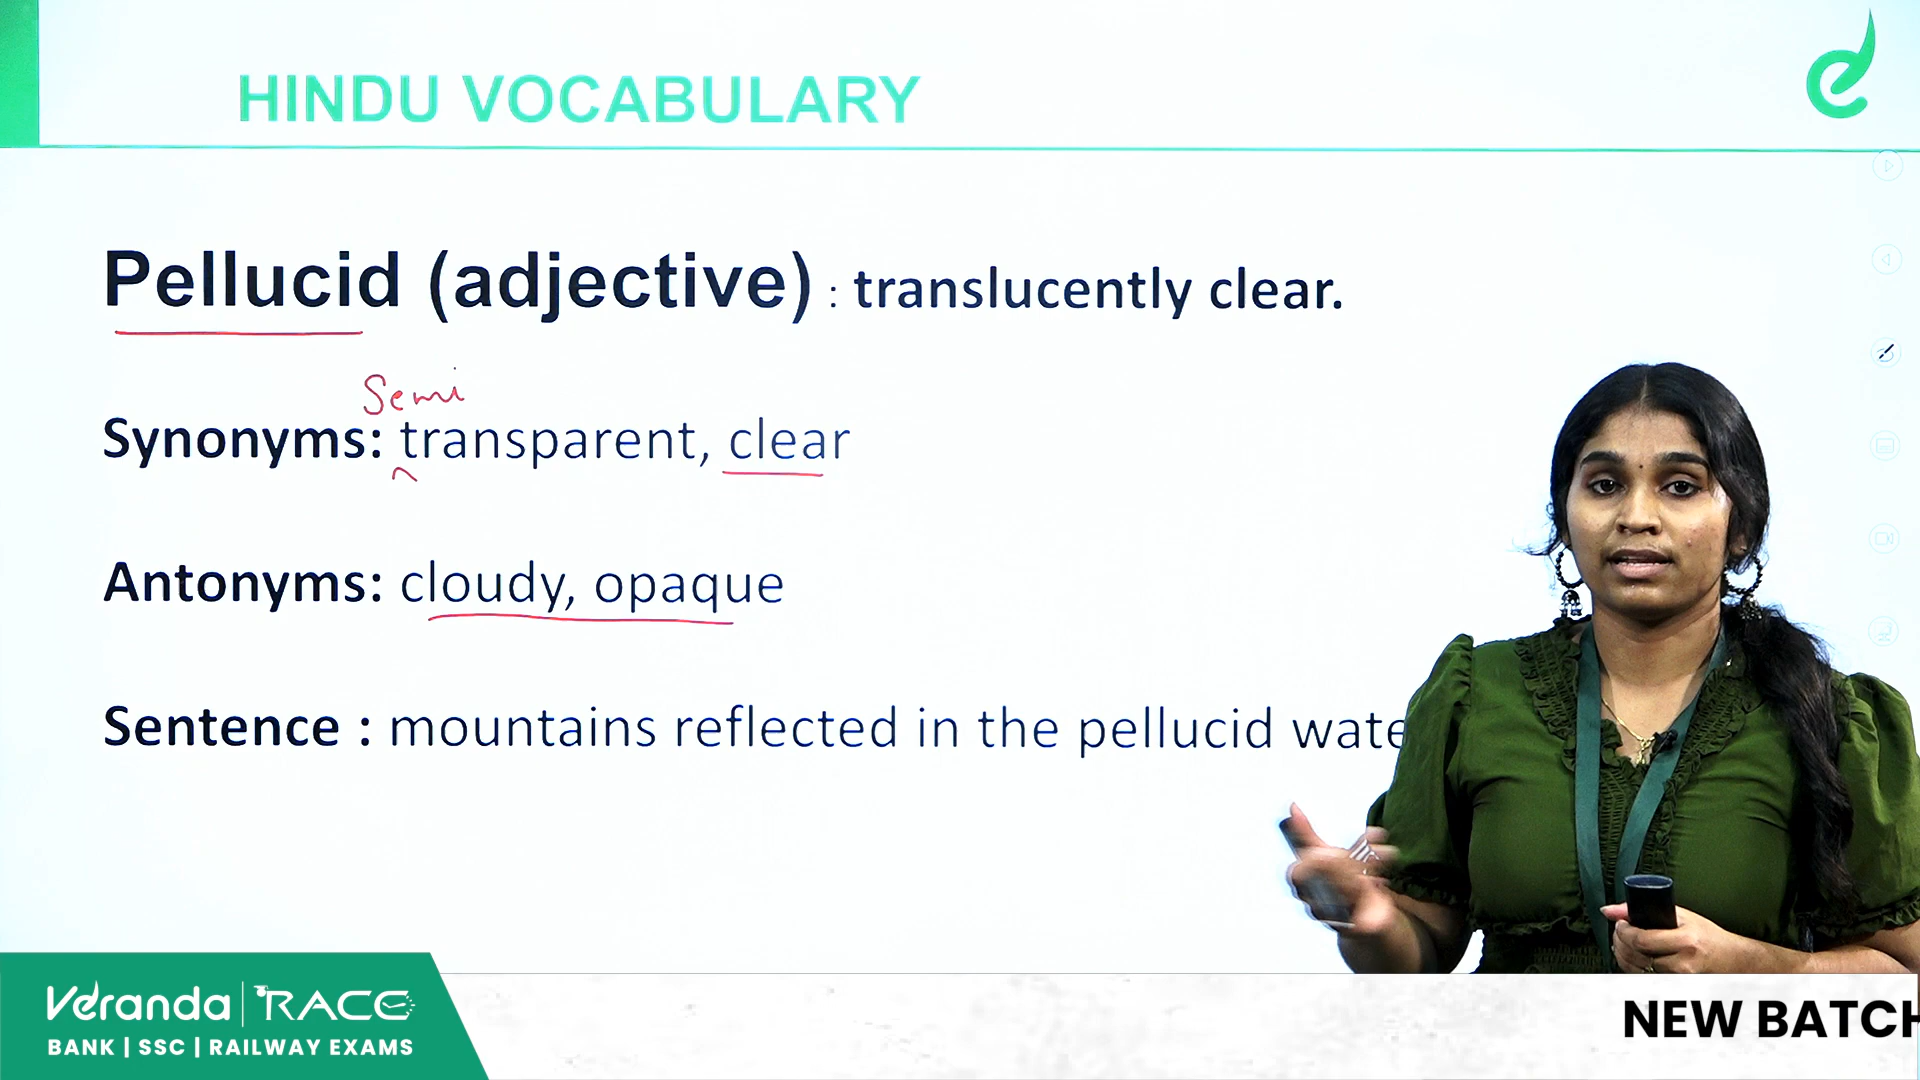 HINDU VOCABULARY
Pellucid (adjective) : translucently clear.
Semi
Synonyms: transparent, clear
Antonyms: cloudy, opaque
Sentence : mountains reflected in the pellucid wate
Veranda RACE
BANK | SSC | RAILWAY EXAMS
NEW BATCH